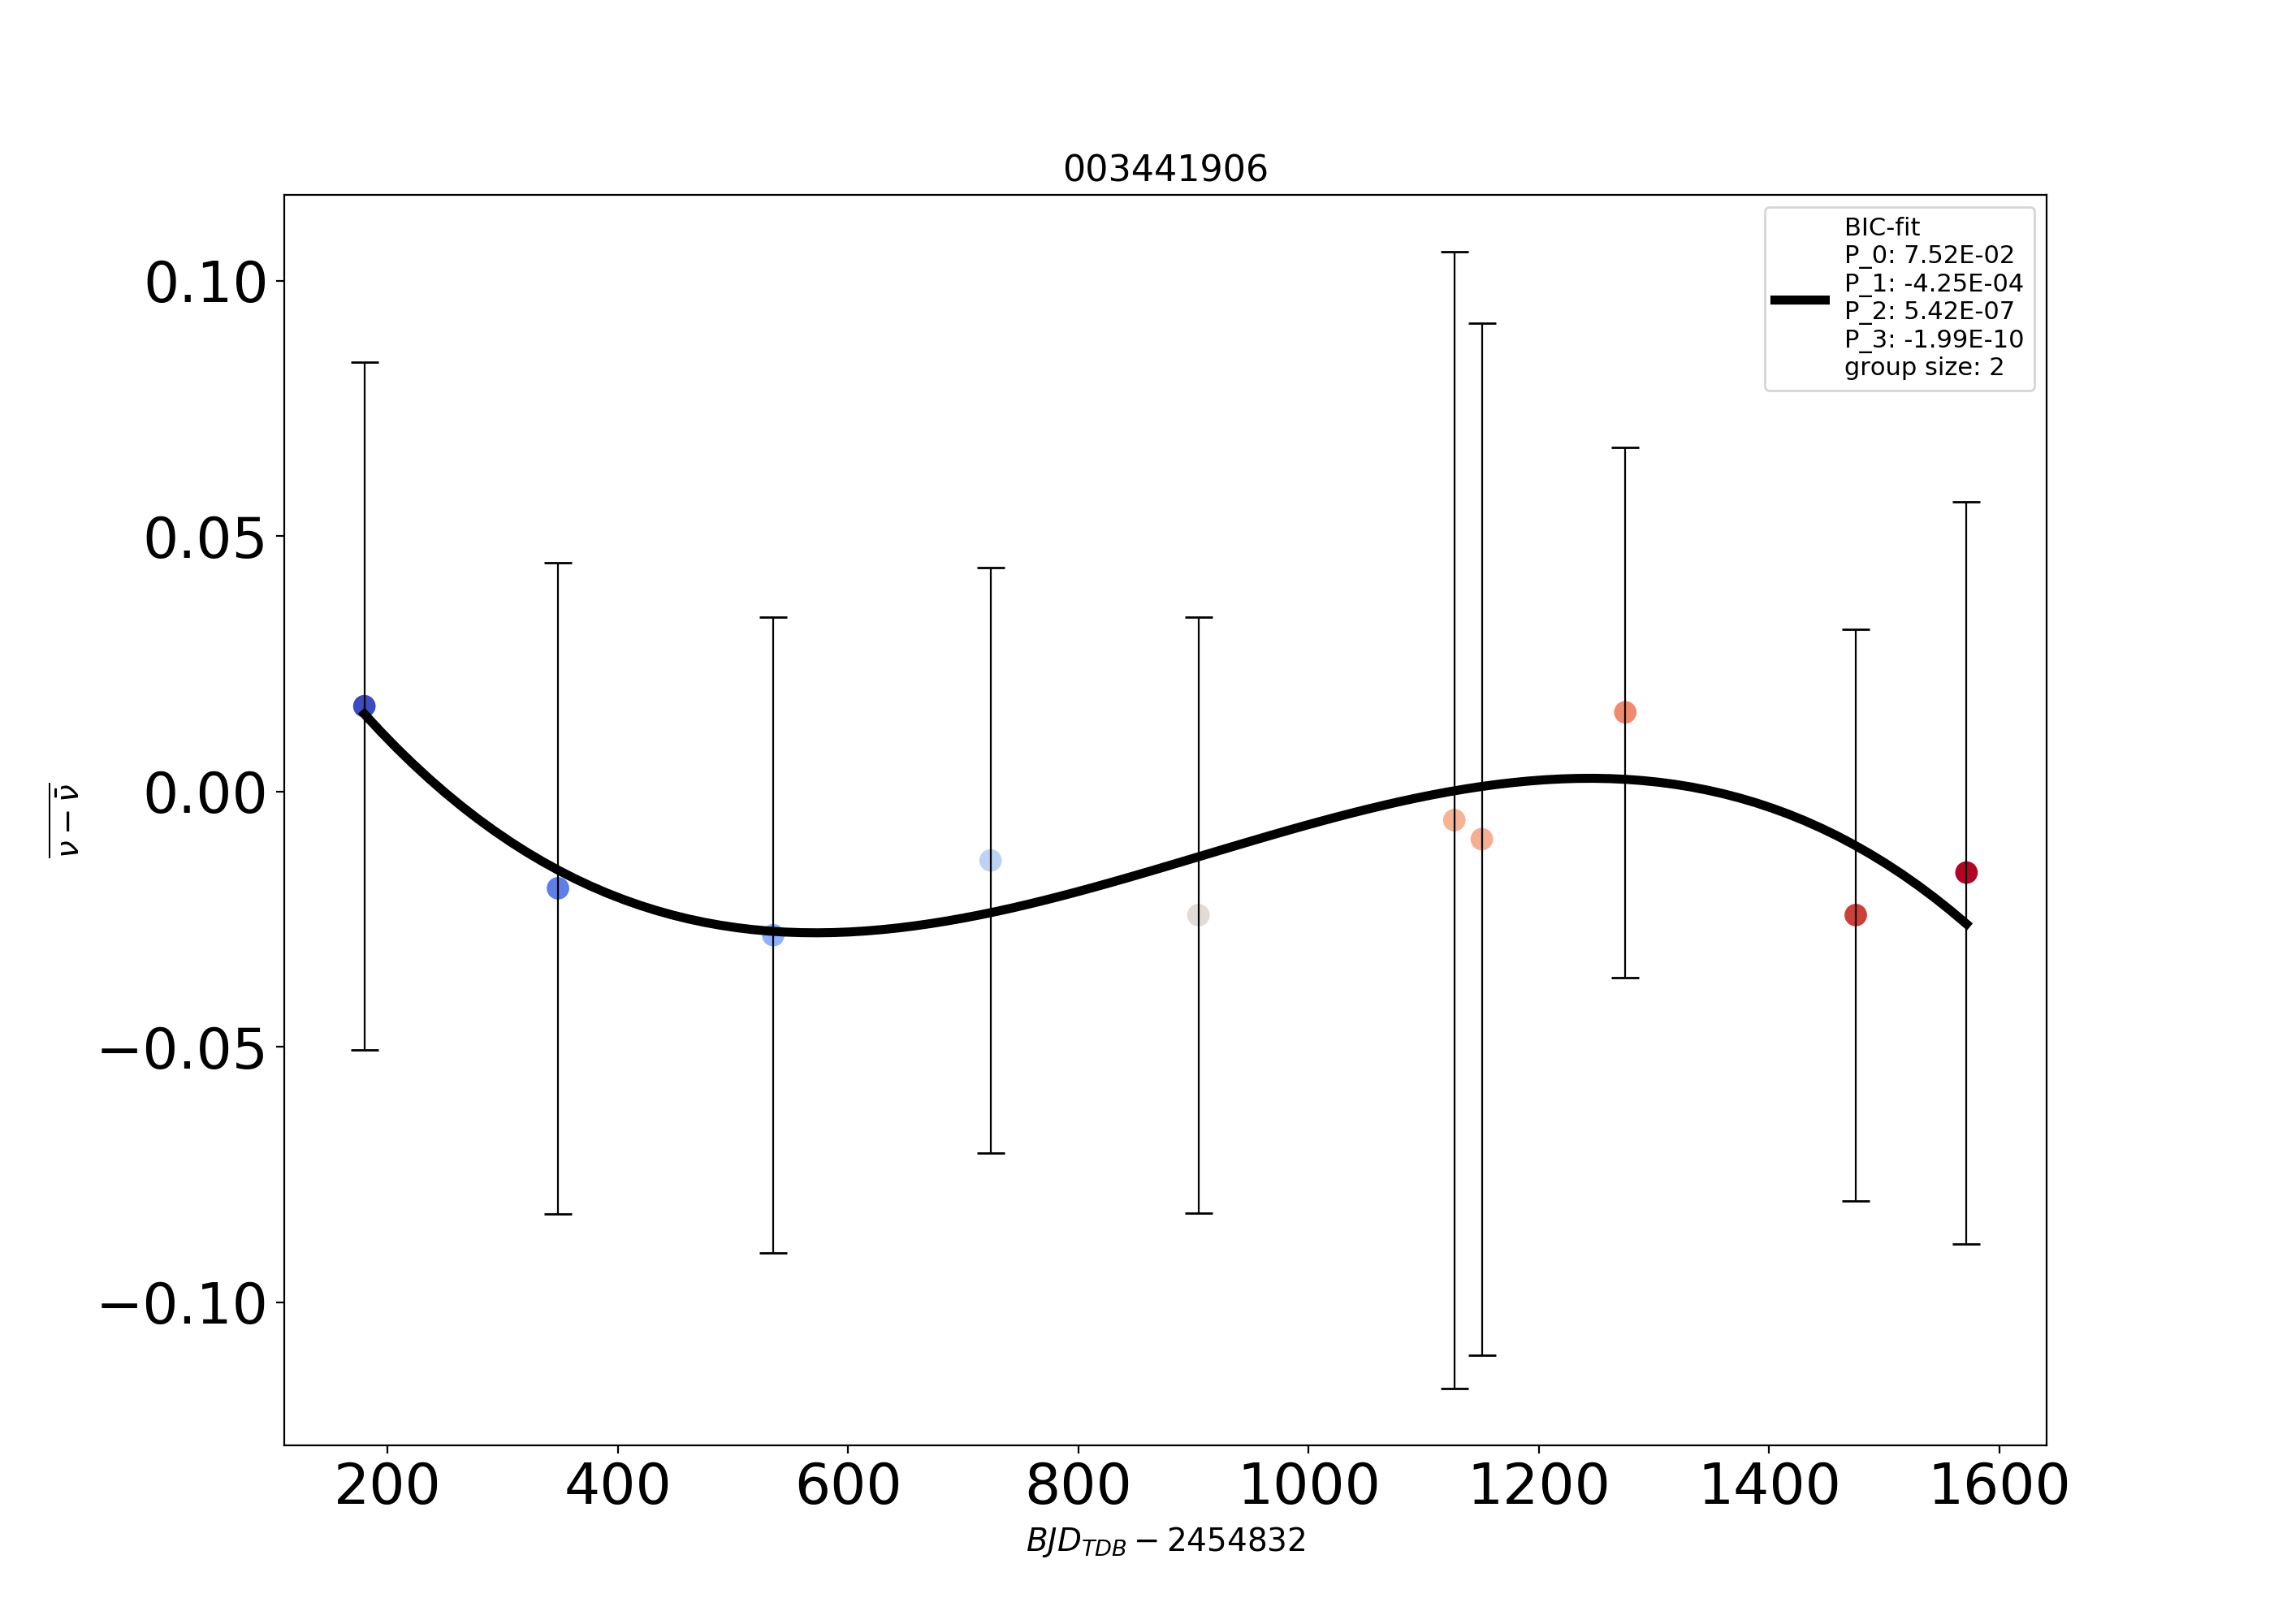 003441906
BIC-fit
P_0: 7.52E-02
P_1: -4.25E-04
P_2: 5.42E-07
P_3: -1.99E-10
group size: 2
0.10
0.05
0.00
−0.05
−0.10
ν − ν̄
200 400 600 800 1000 1200 1400 1600
BJD_TDB − 2454832